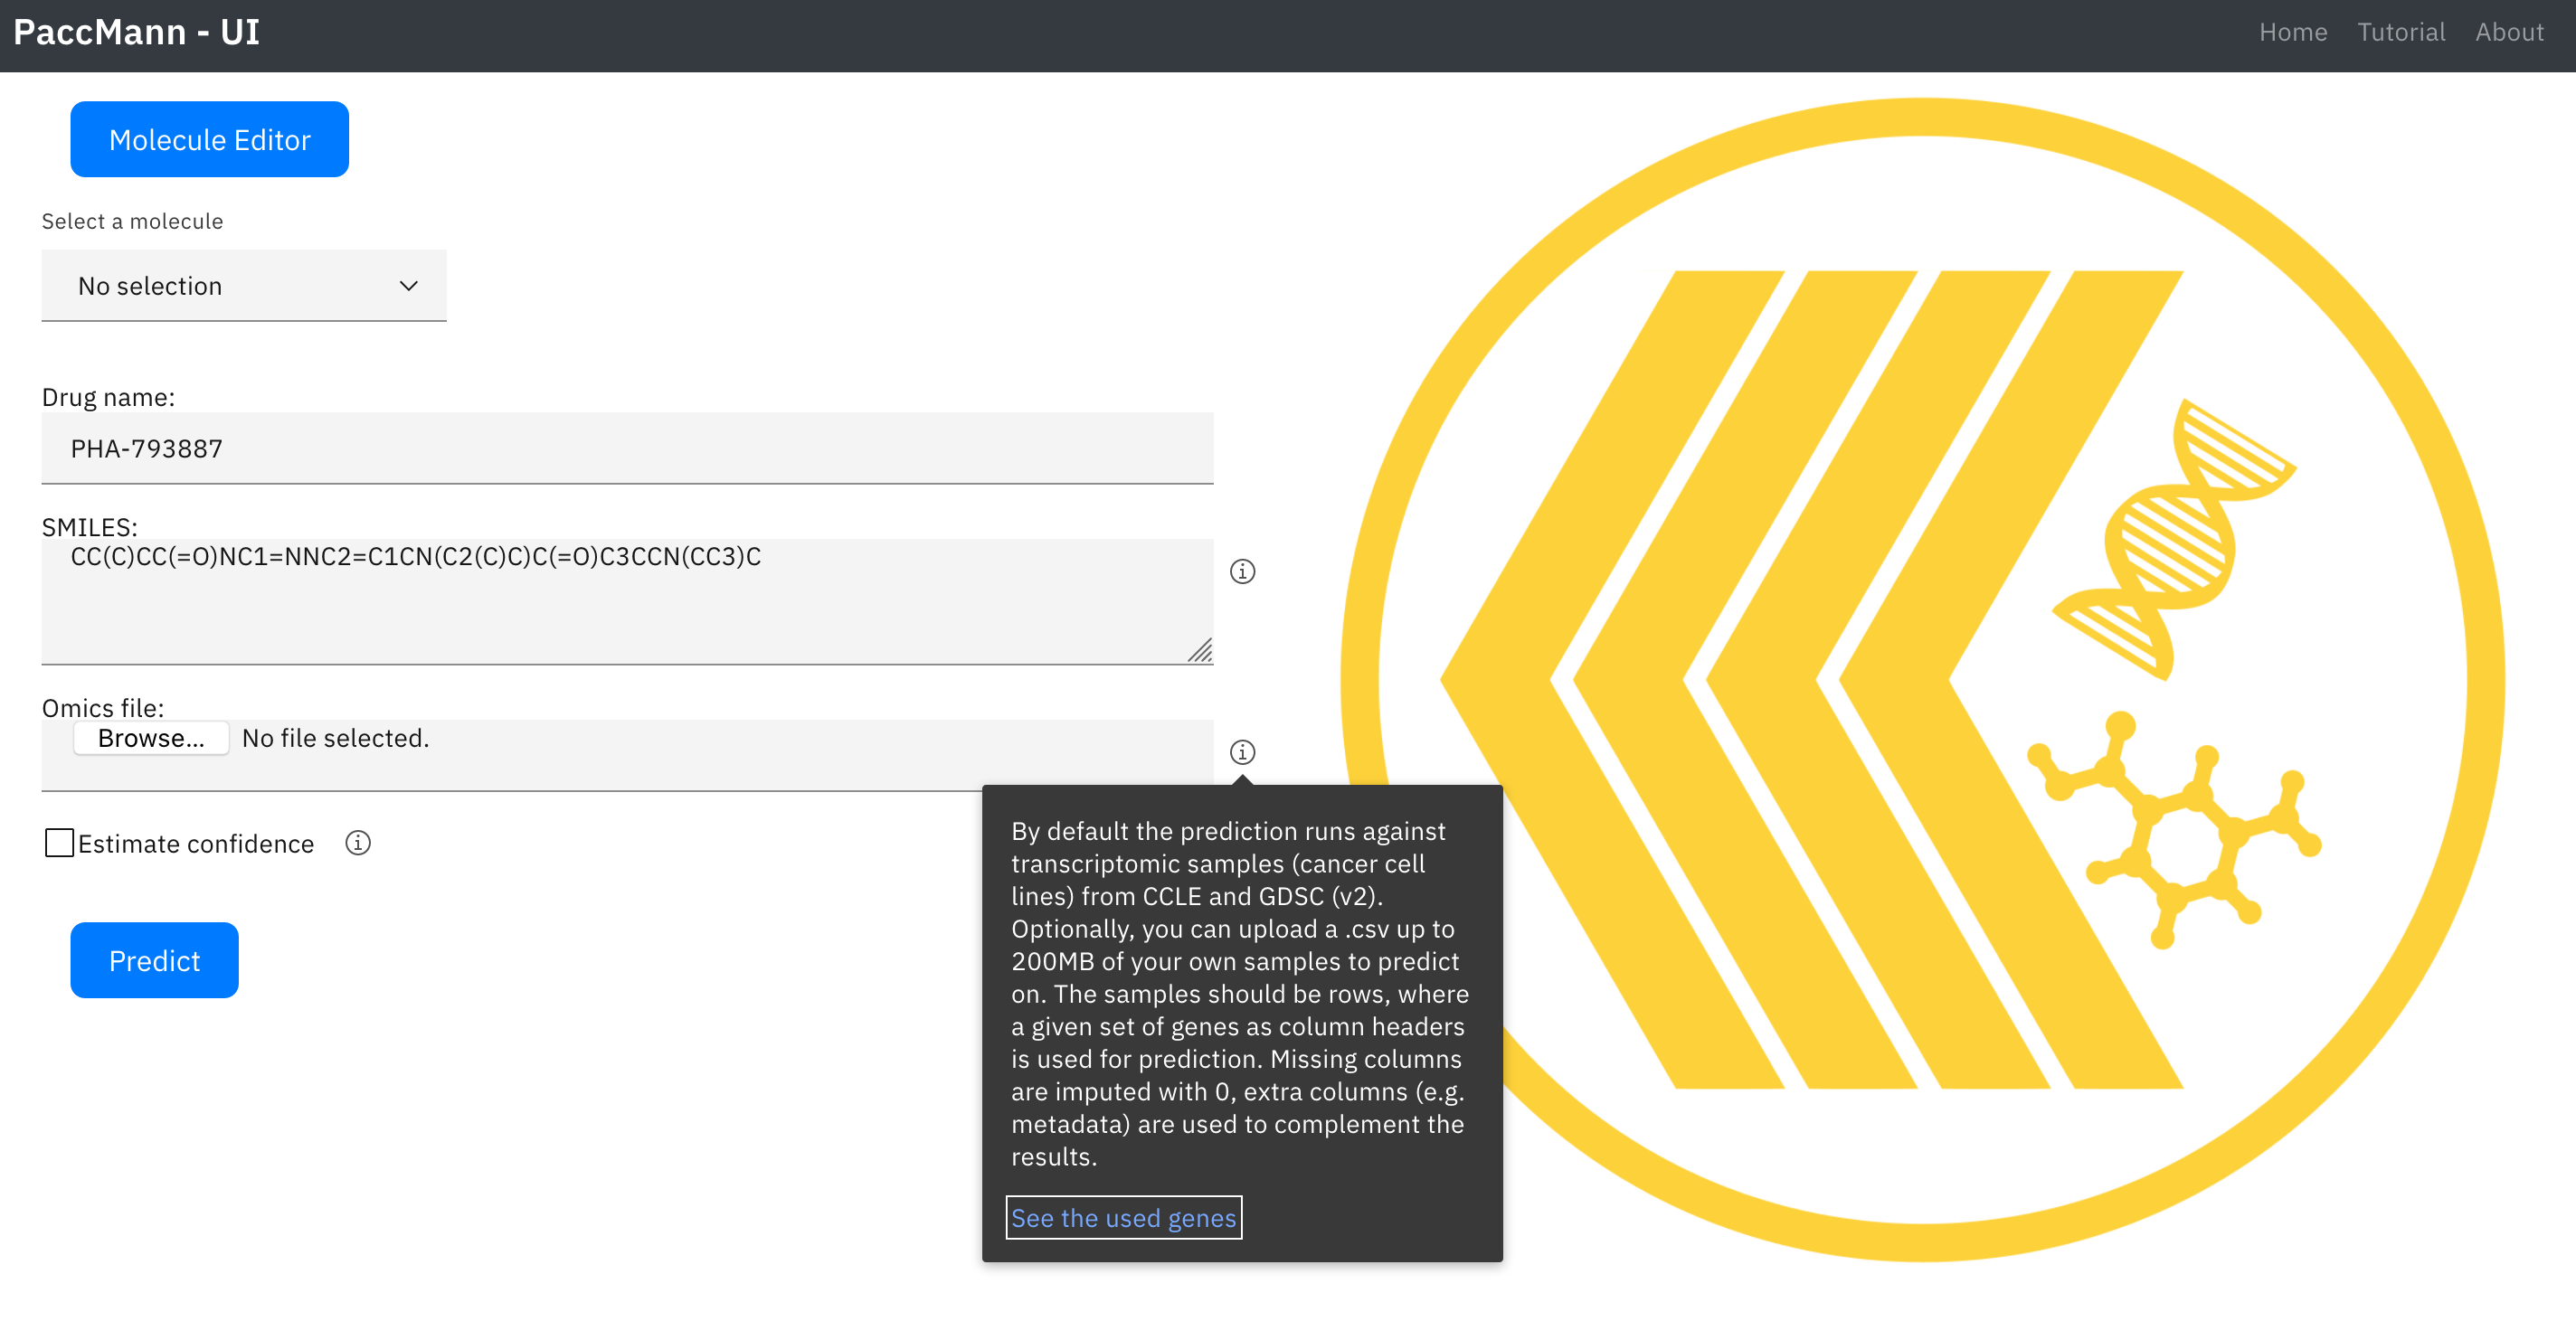 PaccMann - UI
Home Tutorial About
Molecule Editor
Select a molecule
No selection
Drug name:
PHA-793887
SMILES:
CC(C)CC(=O)NC1=NNC2=C1CN(C2(C)C)C(=O)C3CCN(CC3)C
Omics file:
Browse... No file selected.
Estimate confidence
Predict
By default the prediction runs against
transcriptomic samples (cancer cell
lines) from CCLE and GDSC (v2).
Optionally, you can upload a .csv up to
200MB of your own samples to predict
on. The samples should be rows, where
a given set of genes as column headers
is used for prediction. Missing columns
are imputed with 0, extra columns (e.g.
metadata) are used to complement the
results.
See the used genes